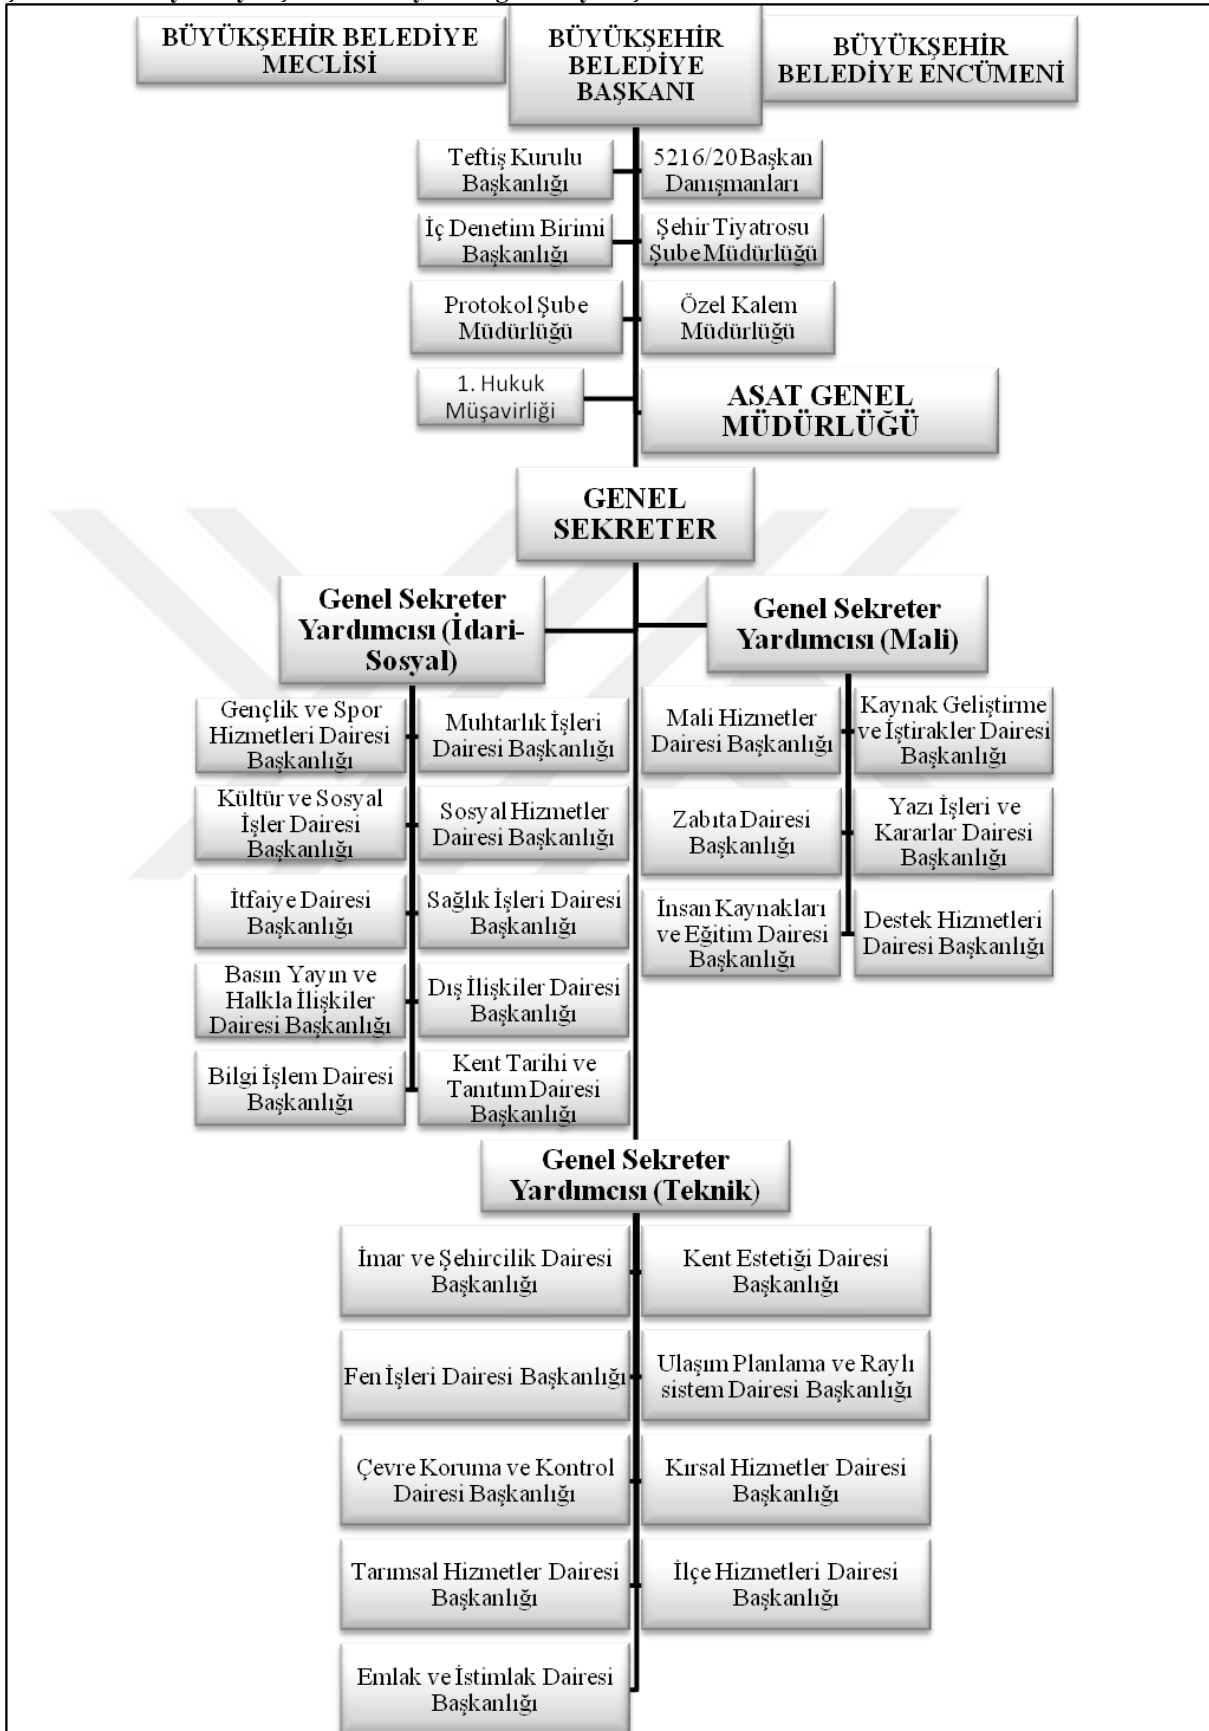 BÜYÜKŞEHİR BELEDİYE
MECLİSİ
BÜYÜKŞEHİR
BELEDİYE
BAŞKANI
BÜYÜKŞEHİR
BELEDİYE ENCÜMENİ
Teftiş Kurulu
Başkanlığı
5216/20 Başkan
Danışmanları
İç Denetim Birimi
Başkanlığı
Şehir Tiyatrosu
Şube Müdürlüğü
Protokol Şube
Müdürlüğü
Özel Kalem
Müdürlüğü
1. Hukuk
Müşavirliği
ASAT GENEL
MÜDÜRLÜĞÜ
GENEL
SEKRETER
Genel Sekreter
Yardımcısı (İdari-
Sosyal)
Genel Sekreter
Yardımcısı (Mali)
Gençlik ve Spor
Hizmetleri Dairesi
Başkanlığı
Muhtarlık İşleri
Dairesi Başkanlığı
Mali Hizmetler
Dairesi Başkanlığı
Kaynak Geliştirme
ve İştirakler Dairesi
Başkanlığı
Kültür ve Sosyal
İşler Dairesi
Başkanlığı
Sosyal Hizmetler
Dairesi Başkanlığı
Zabıta Dairesi
Başkanlığı
Yazı İşleri ve
Kararlar Dairesi
Başkanlığı
İtfaiye Dairesi
Başkanlığı
Sağlık İşleri Dairesi
Başkanlığı
İnsan Kaynakları
ve Eğitim Dairesi
Başkanlığı
Destek Hizmetleri
Dairesi Başkanlığı
Basın Yayın ve
Halkla İlişkiler
Dairesi Başkanlığı
Dış İlişkiler Dairesi
Başkanlığı
Bilgi İşlem Dairesi
Başkanlığı
Kent Tarihi ve
Tanıtım Dairesi
Başkanlığı
Genel Sekreter
Yardımcısı (Teknik)
İmar ve Şehircilik Dairesi
Başkanlığı
Kent Estetiği Dairesi
Başkanlığı
Fen İşleri Dairesi Başkanlığı
Ulaşım Planlama ve Raylı
sistem Dairesi Başkanlığı
Çevre Koruma ve Kontrol
Dairesi Başkanlığı
Kırsal Hizmetler Dairesi
Başkanlığı
Tarımsal Hizmetler Dairesi
Başkanlığı
İlçe Hizmetleri Dairesi
Başkanlığı
Emlak ve İstimlak Dairesi
Başkanlığı